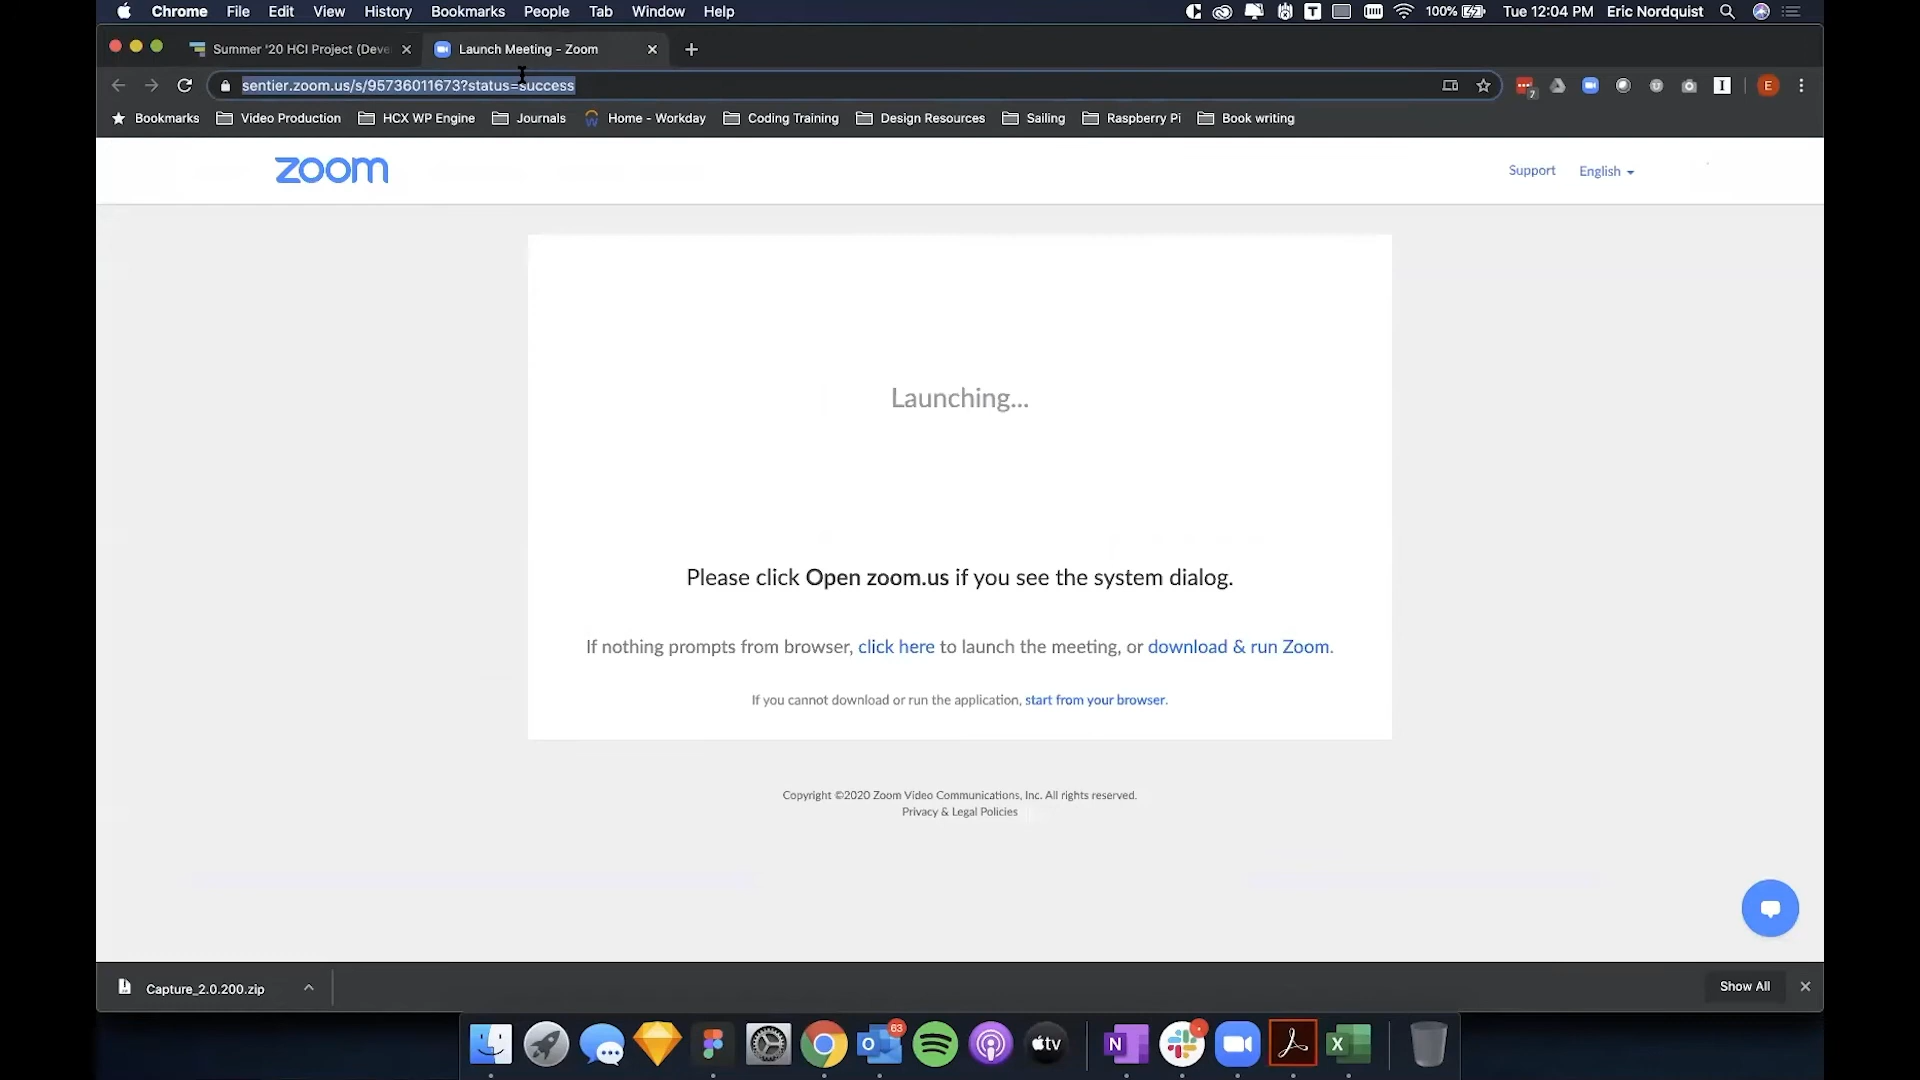 Chrome File Edit View History Bookmarks People Tab Window Help 100% Tue 12:04 PM Eric Nordquist
Summer '20 HCI Project (Deve Launch Meeting - Zoom
sentier.zoom.us/s/95736011673?status=success 7 E
Bookmarks Video Production HCX WP Engine Journals Home - Workday Coding Training Design Resources Sailing Raspberry Pi Book writing
zoom Support English
Launching...
Please click Open zoom.us if you see the system dialog.
If nothing prompts from browser, click here to launch the meeting, or download & run Zoom.
If you cannot download or run the application, start from your browser.
Copyright ©2020 Zoom Video Communications, Inc. All rights reserved.
Privacy & Legal Policies
Capture_2.0.200.zip Show All
63 tv N X